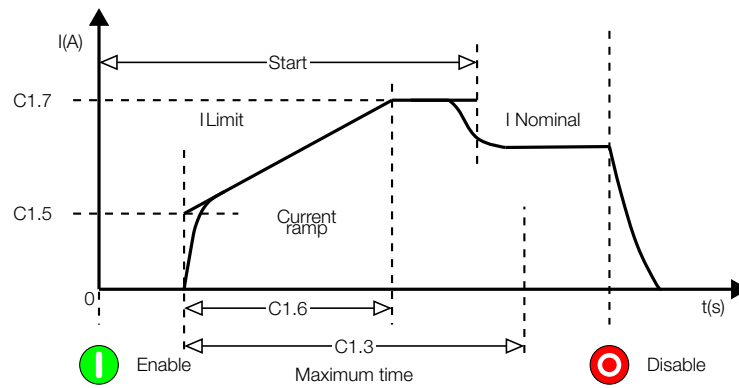 I(A)
Start
C1.7
I Limit
I Nominal
C1.5
Current
ramp
0
t(s)
C1.6
C1.3
Enable
Maximum time
Disable